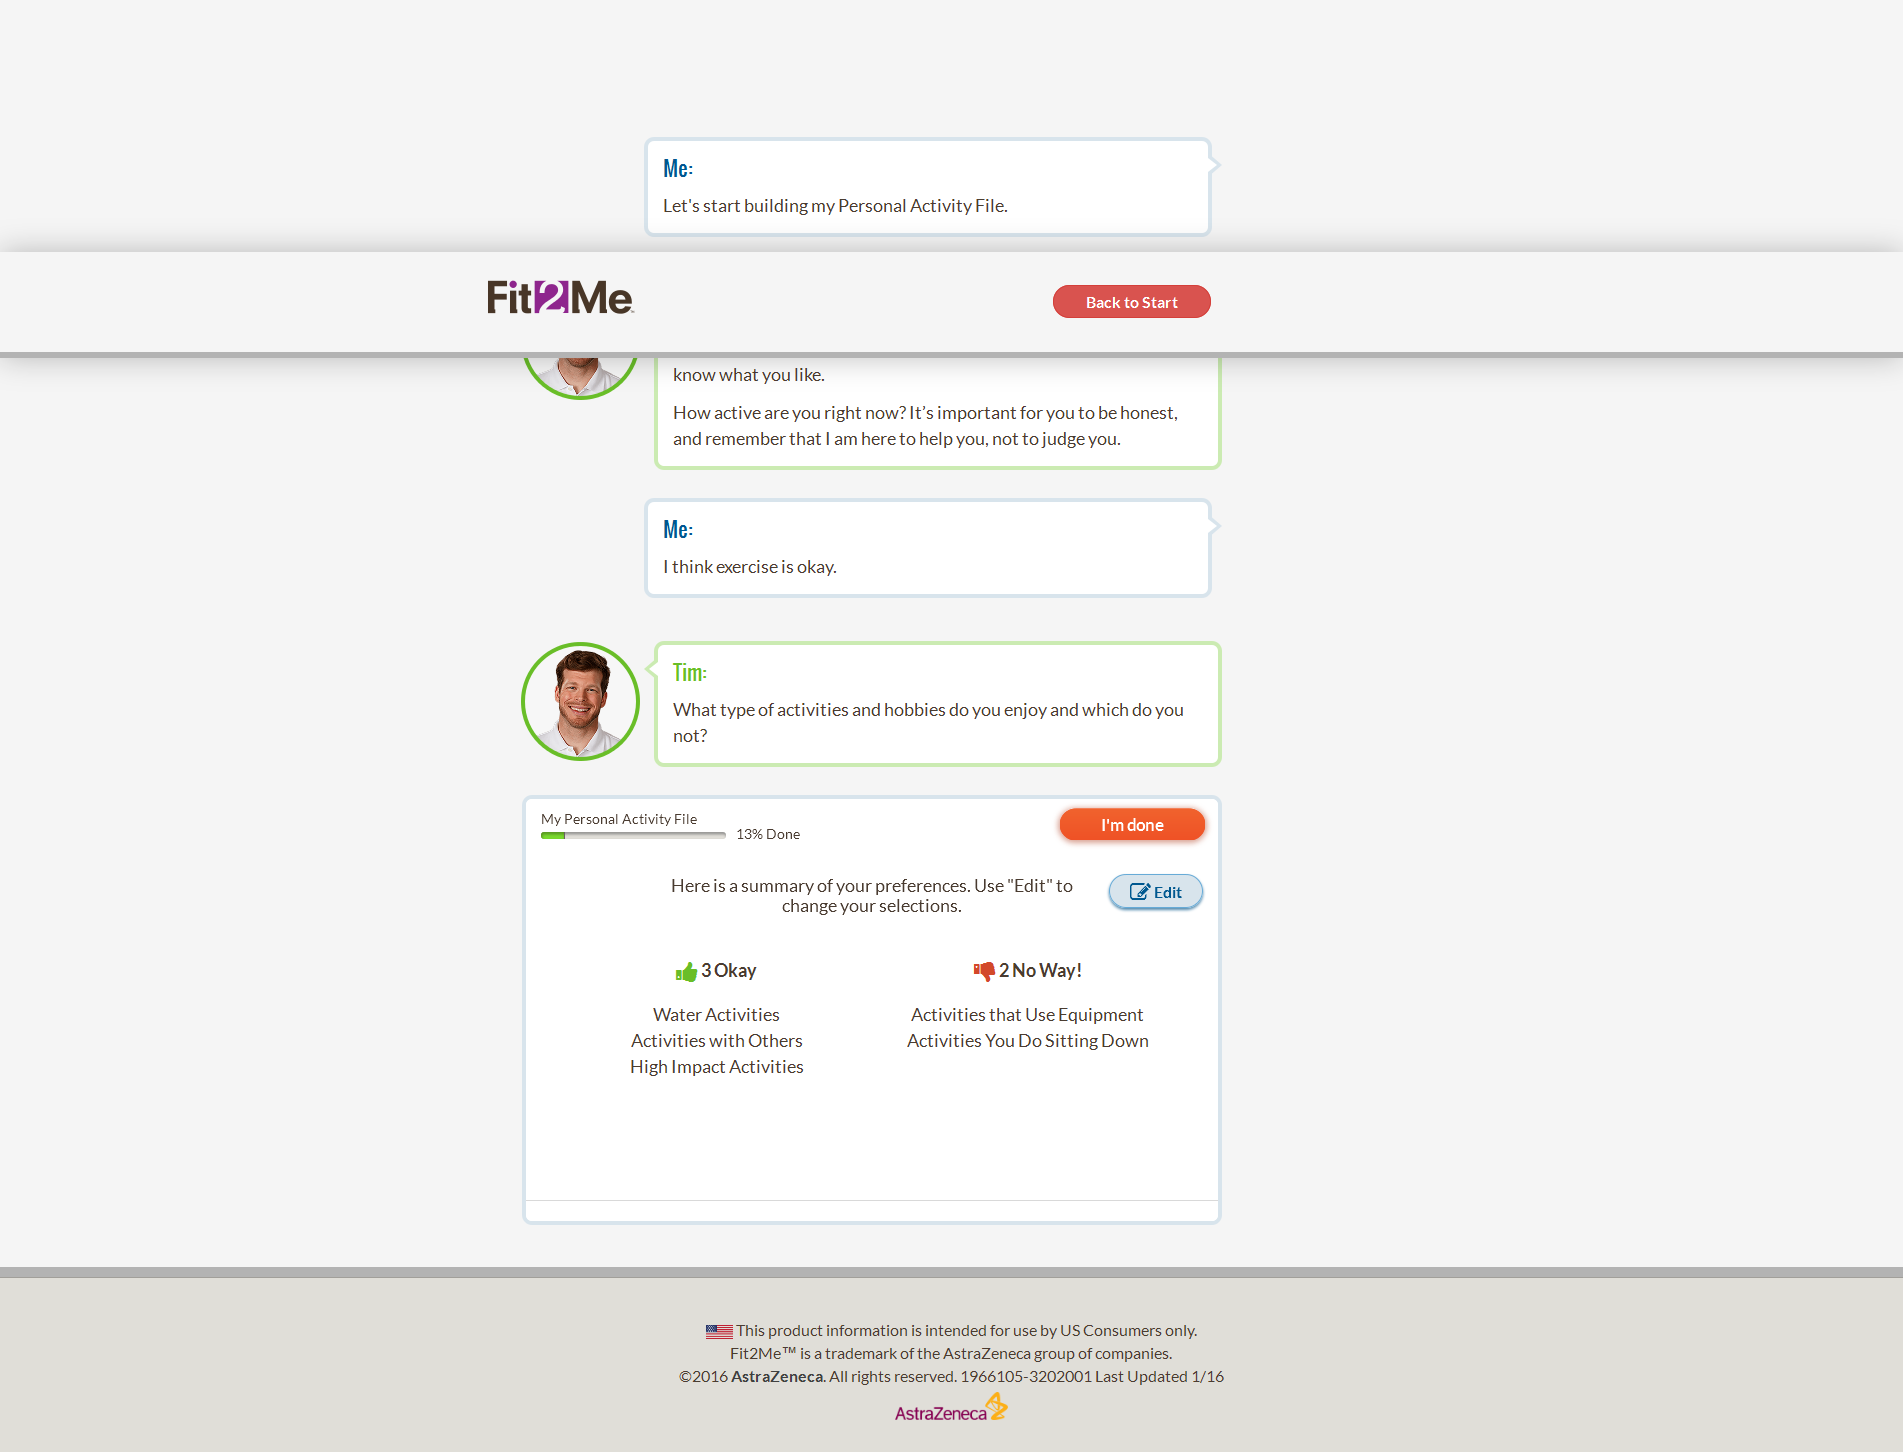 Me:
Let's start building my Personal Activity File.
Fit2Me™
Back to Start
know what you like.
How active are you right now? It’s important for you to be honest,
and remember that I am here to help you, not to judge you.
Me:
I think exercise is okay.
Tim:
What type of activities and hobbies do you enjoy and which do you
not?
My Personal Activity File
13% Done
I'm done
Here is a summary of your preferences. Use "Edit" to
change your selections.
Edit
3 Okay
Water Activities
Activities with Others
High Impact Activities
2 No Way!
Activities that Use Equipment
Activities You Do Sitting Down
This product information is intended for use by US Consumers only.
Fit2Me™ is a trademark of the AstraZeneca group of companies.
©2016 AstraZeneca. All rights reserved. 1966105-3202001 Last Updated 1/16
AstraZeneca